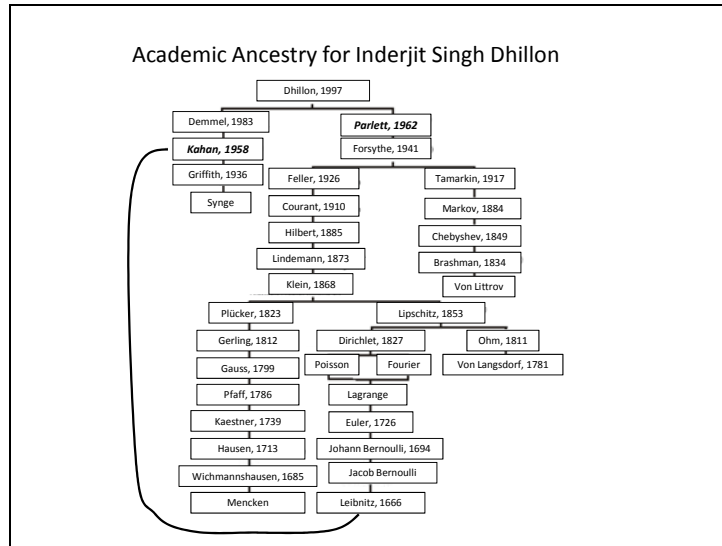 Academic Ancestry for Inderjit Singh Dhillon
Dhillon, 1997
Demmel, 1983
Parlett, 1962
Kahan, 1958
Forsythe, 1941
Griffith, 1936
Feller, 1926
Tamarkin, 1917
Synge
Courant, 1910
Markov, 1884
Hilbert, 1885
Chebyshev, 1849
Lindemann, 1873
Brashman, 1834
Klein, 1868
Von Littrov
Plücker, 1823
Lipschitz, 1853
Gerling, 1812
Dirichlet, 1827
Ohm, 1811
Gauss, 1799
Poisson
Fourier
Von Langsdorf, 1781
Pfaff, 1786
Lagrange
Kaestner, 1739
Euler, 1726
Hausen, 1713
Johann Bernoulli, 1694
Wichmannshausen, 1685
Jacob Bernoulli
Mencken
Leibnitz, 1666